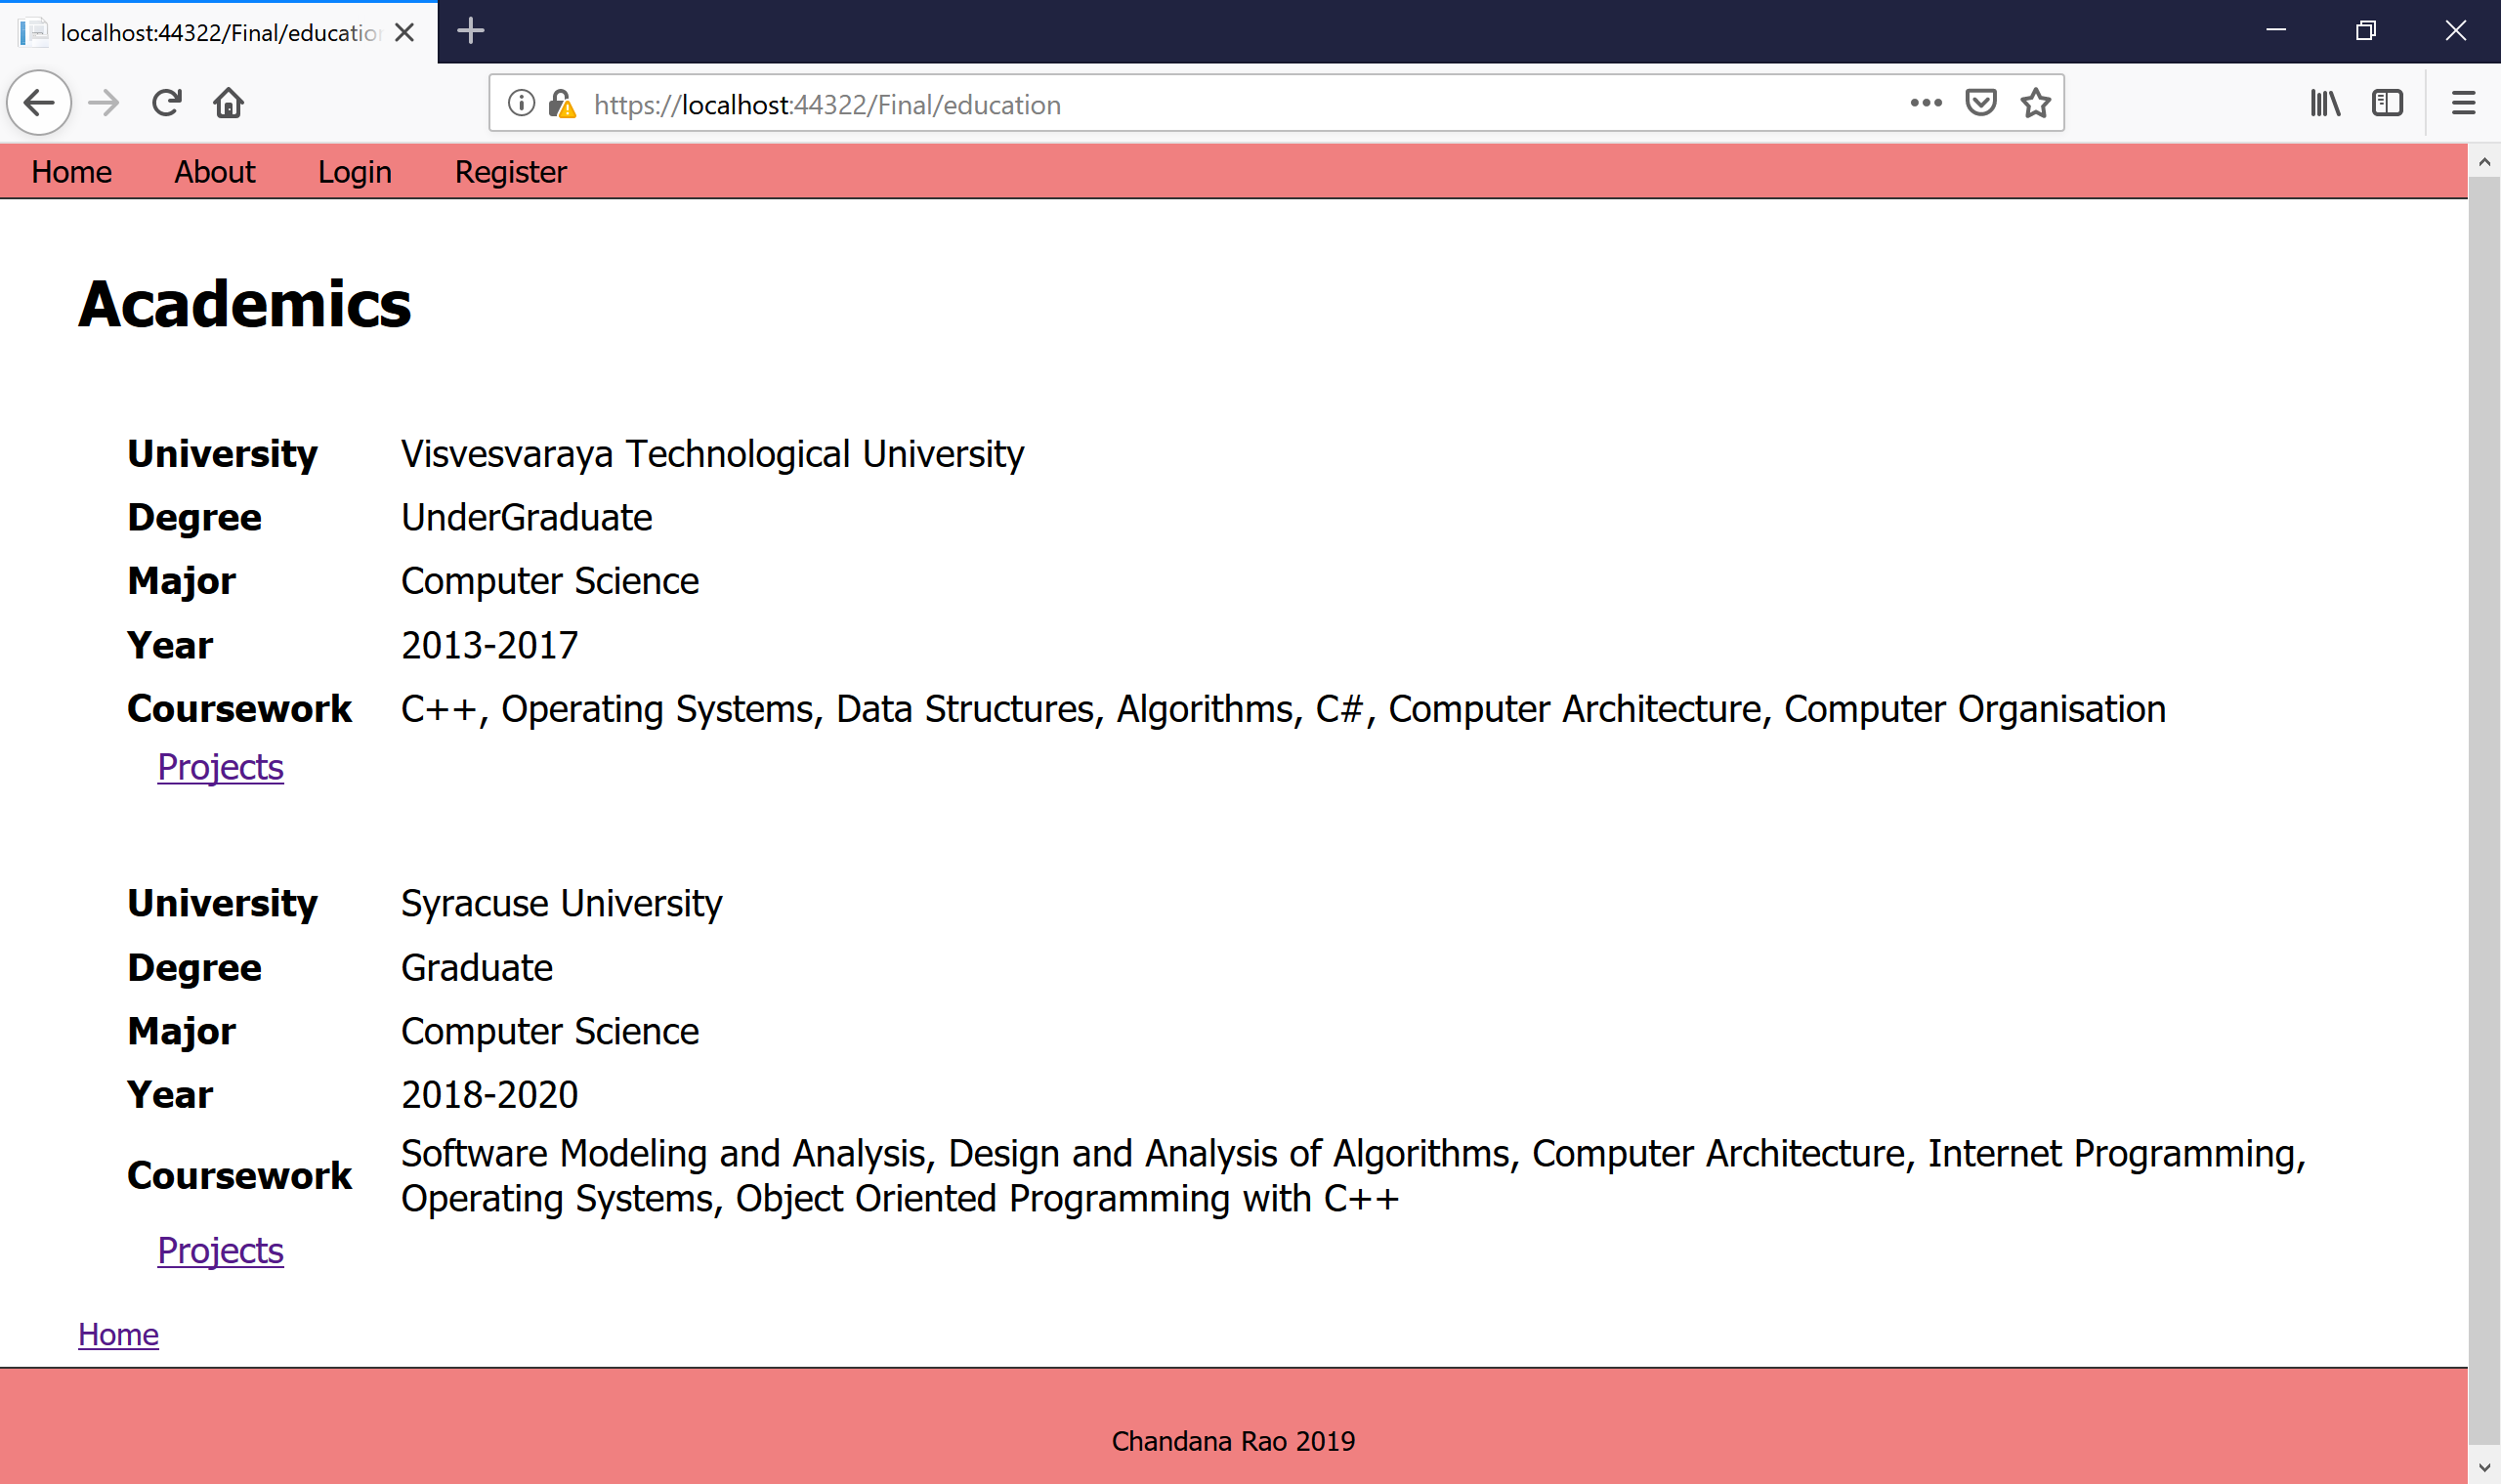 localhost:44322/Final/education
https://localhost:44322/Final/education
Home About Login Register
Academics
University Visvesvaraya Technological University
Degree UnderGraduate
Major Computer Science
Year 2013-2017
Coursework C++, Operating Systems, Data Structures, Algorithms, C#, Computer Architecture, Computer Organisation
Projects
University Syracuse University
Degree Graduate
Major Computer Science
Year 2018-2020
Coursework Software Modeling and Analysis, Design and Analysis of Algorithms, Computer Architecture, Internet Programming,
Operating Systems, Object Oriented Programming with C++
Projects
Home
Chandana Rao 2019